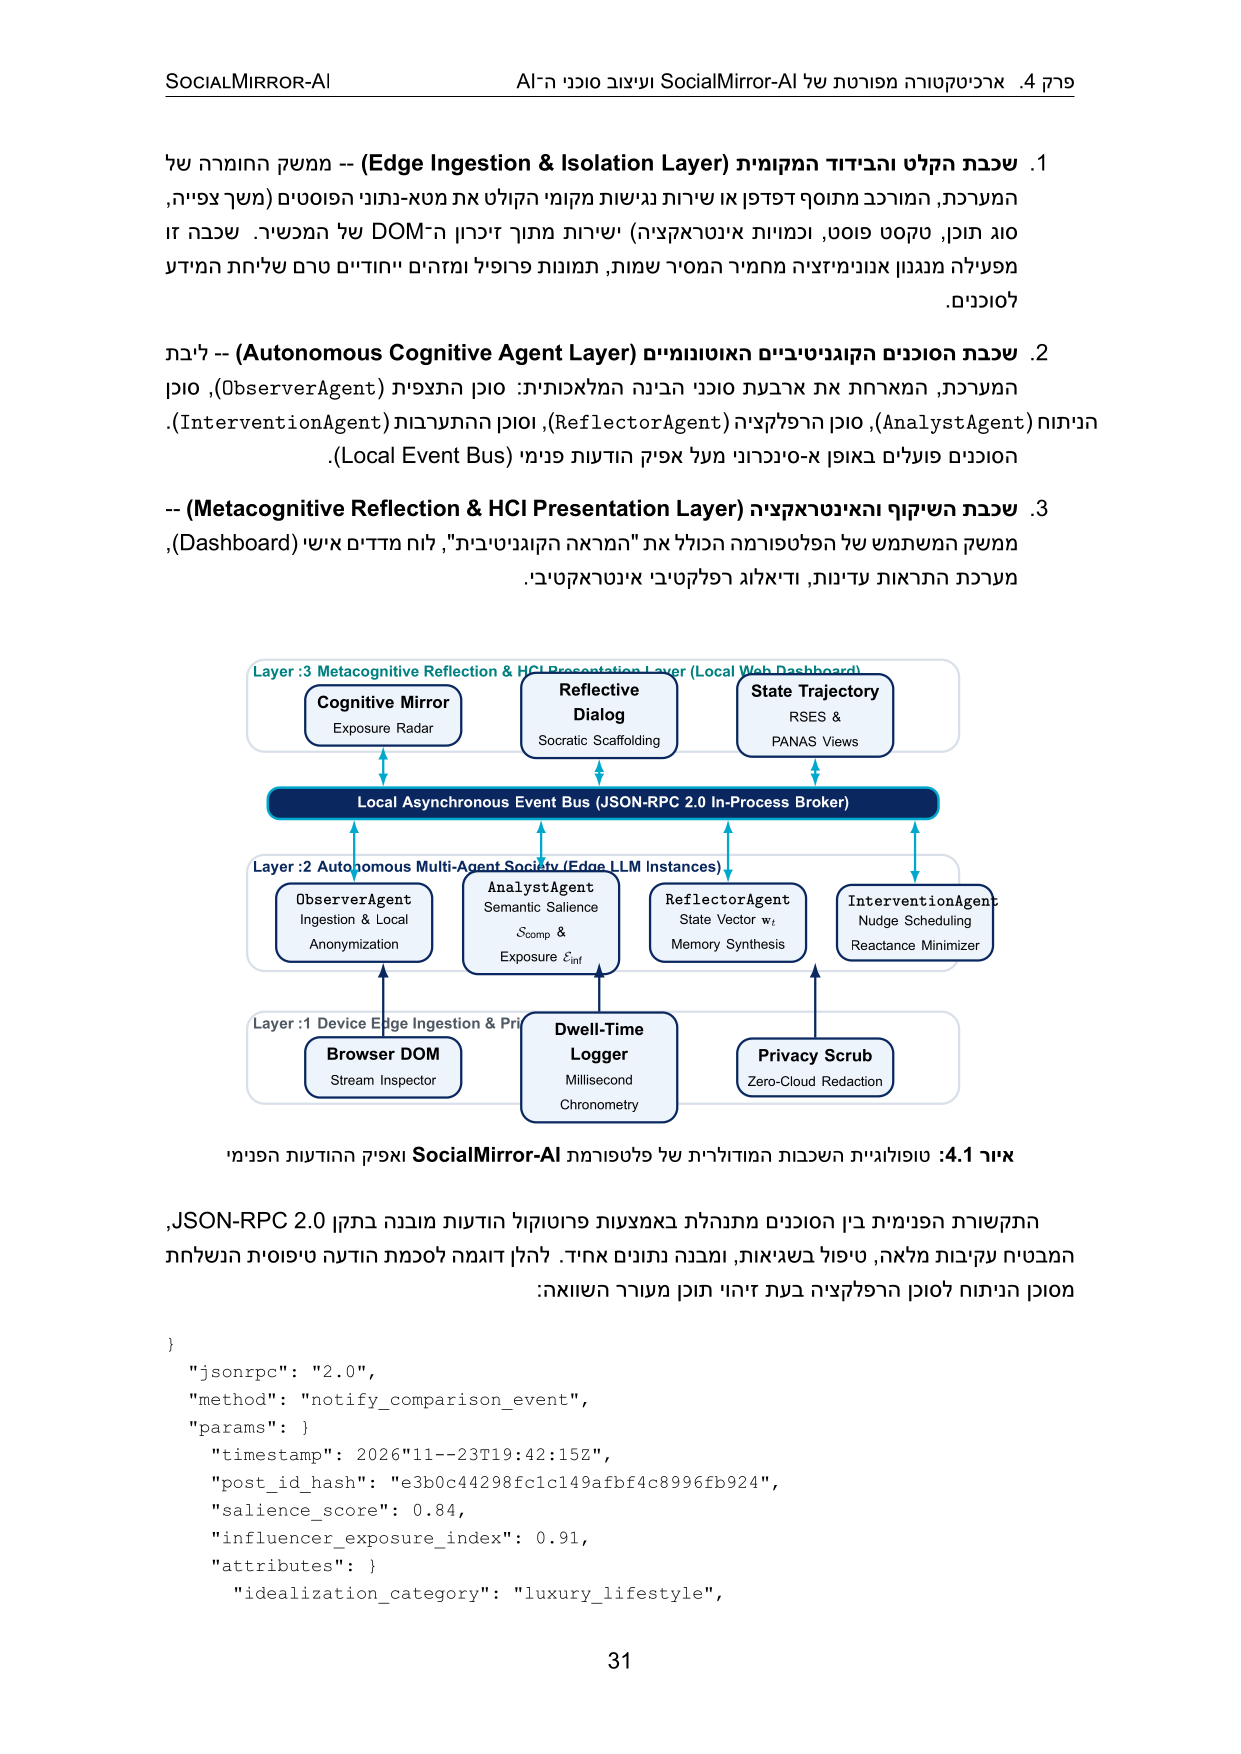 פרק 4. ארכיטקטורה מפורטת של SocialMirror-AI ועיצוב סוכני ה־AI SOCIALMIRROR-AI
1. שכבת הקלט והבידוד המקומית (Edge Ingestion & Isolation Layer) -- ממשק החומרה של
המערכת, המורכב מתוסף דפדפן או שירות נגישות מקומי הקולט את מטא-נתוני הפוסטים (משך צפייה,
סוג תוכן, טקסט פוסט, וכמויות אינטראקציה) ישירות מתוך זיכרון ה־DOM של המכשיר. שכבה זו
מפעילה מנגנון אנונימיזציה מחמיר המסיר שמות, תמונות פרופיל ומזהים ייחודיים טרם שליחת המידע
לסוכנים.
2. שכבת הסוכנים הקוגניטיביים האוטונומיים (Autonomous Cognitive Agent Layer) -- ליבת
המערכת, המארחת את ארבעת סוכני הבינה המלאכותית: סוכן התצפית (ObserverAgent), סוכן
הניתוח (AnalystAgent), סוכן הרפלקציה (ReflectorAgent), וסוכן ההתערבות (InterventionAgent).
הסוכנים פועלים באופן א-סינכרוני מעל אפיק הודעות פנימי (Local Event Bus).
3. שכבת השיקוף והאינטראקציה (Metacognitive Reflection & HCI Presentation Layer) --
ממשק המשתמש של הפלטפורמה הכולל את "המראה הקוגניטיבית", לוח מדדים אישי (Dashboard),
מערכת התראות עדינות, ודיאלוג רפלקטיבי אינטראקטיבי.
Layer :3 Metacognitive Reflection & HCI Presentation Layer (Local Web Dashboard)
Cognitive Mirror
Exposure Radar
Reflective
Dialog
Socratic Scaffolding
State Trajectory
RSES &
PANAS Views
Local Asynchronous Event Bus (JSON-RPC 2.0 In-Process Broker)
Layer :2 Autonomous Multi-Agent Society (Edge LLM Instances)
ObserverAgent
Ingestion & Local
Anonymization
AnalystAgent
Semantic Salience
𝒮comp &
Exposure ℰinf
ReflectorAgent
State Vector wt
Memory Synthesis
InterventionAgent
Nudge Scheduling
Reactance Minimizer
Layer :1 Device Edge Ingestion & Pri
Browser DOM
Stream Inspector
Dwell-Time
Logger
Millisecond
Chronometry
Privacy Scrub
Zero-Cloud Redaction
איור 4.1: טופולוגיית השכבות המודולרית של פלטפורמת SocialMirror-AI ואפיק ההודעות הפנימי
התקשורת הפנימית בין הסוכנים מתנהלת באמצעות פרוטוקול הודעות מובנה בתקן JSON-RPC 2.0,
המבטיח עקיבות מלאה, טיפול בשגיאות, ומבנה נתונים אחיד. להלן דוגמה לסכמת הודעה טיפוסית הנשלחת
מסוכן הניתוח לסוכן הרפלקציה בעת זיהוי תוכן מעורר השוואה:
}
"jsonrpc": "2.0",
"method": "notify_comparison_event",
"params": }
"timestamp": 2026"11--23T19:42:15Z",
"post_id_hash": "e3b0c44298fc1c149afbf4c8996fb924",
"salience_score": 0.84,
"influencer_exposure_index": 0.91,
"attributes": }
"idealization_category": "luxury_lifestyle",
31